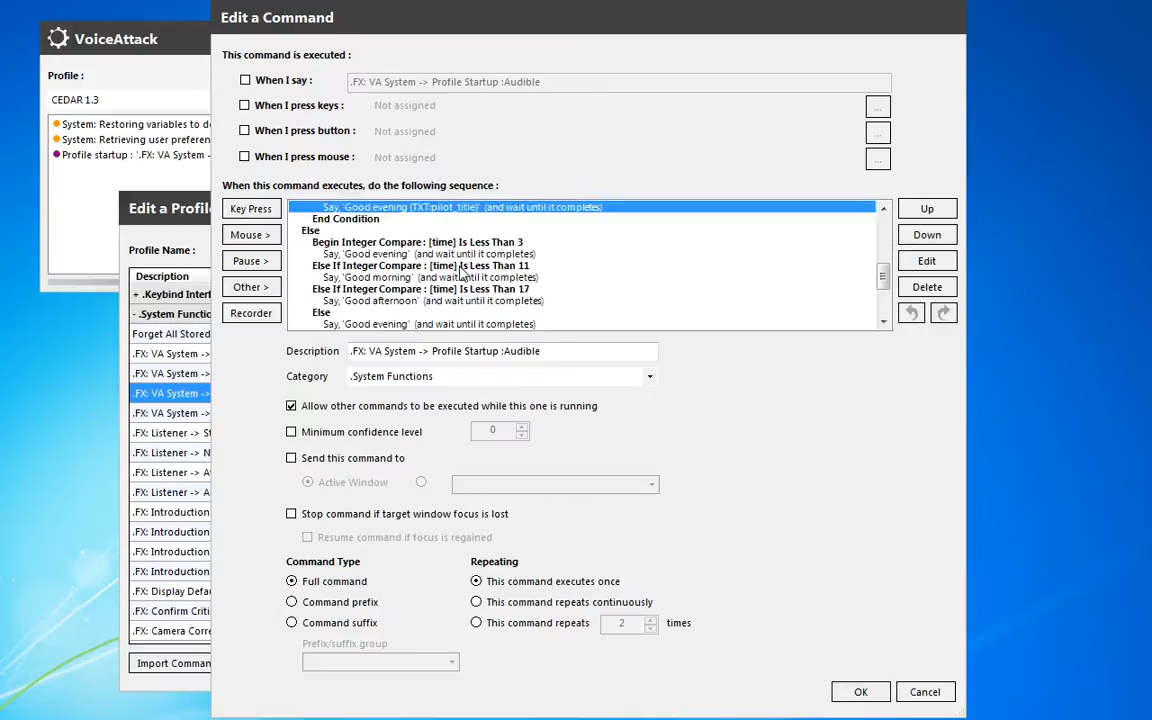 Edit a Command
VoiceAttack
This command is executed :
Profile :
When I say :
.FX: VA System -> Profile Startup :Audible
CEDAR 1.3
When I press keys :
Not assigned
...
System: Restoring variables to de
When I press button :
Not assigned
...
System: Retrieving user preferen
Profile startup : '.FX: VA System -
When I press mouse :
Not assigned
...
When this command executes, do the following sequence :
Edit a Profi
Key Press
Say, 'Good evening {TXT:pilot_title}' (and wait until it completes)
Up
End Condition
Else
Mouse >
Begin Integer Compare : [time] Is Less Than 3
Down
Profile Name :
Say, 'Good evening' (and wait until it completes)
Pause >
Else If Integer Compare : [time] Is Less Than 11
Edit
Description
Say, 'Good morning' (and wait until it completes)
+ .Keybind Interf
Other >
Else If Integer Compare : [time] Is Less Than 17
Delete
Say, 'Good afternoon' (and wait until it completes)
- .System Functio
Recorder
Else
Say, 'Good evening' (and wait until it completes)
Forget All Stored
.FX: VA System ->
Description
.FX: VA System -> Profile Startup :Audible
.FX: VA System ->
Category
.System Functions
.FX: VA System ->
.FX: VA System ->
Allow other commands to be executed while this one is running
.FX: Listener -> St
Minimum confidence level
0
.FX: Listener -> N
Send this command to
.FX: Listener -> A
Active Window
.FX: Listener -> A
.FX: Introduction
Stop command if target window focus is lost
.FX: Introduction
Resume command if focus is regained
.FX: Introduction
Command Type
Repeating
.FX: Introduction
Full command
This command executes once
.FX: Display Defau
Command prefix
This command repeats continuously
.FX: Confirm Criti
Command suffix
This command repeats
2
times
.FX: Camera Corre
Prefix/suffix group
Import Comman
OK
Cancel